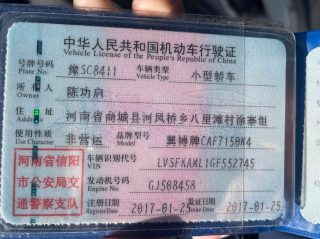 中华人民共和国机动车行驶证
Vehicle License of the People's Republic of China
号牌号码 豫SC8411 车辆类型 小型轿车
Plate No. Vehicle Type
所有人 陈功启
Owner
住址 河南省商城县河凤桥乡八里滩村涂寨组
Address
使用性质 非营运 品牌型号 翼博牌CAF7150N4
Use Character Model
河南省信阳
市公安局交
通警察支队
车辆识别代号 LVSFKAML1GF552745
VIN
发动机号码 GJ508458
Engine No.
注册日期 2017-01-25 发证日期 2017-01-25
Register Date Issue Date